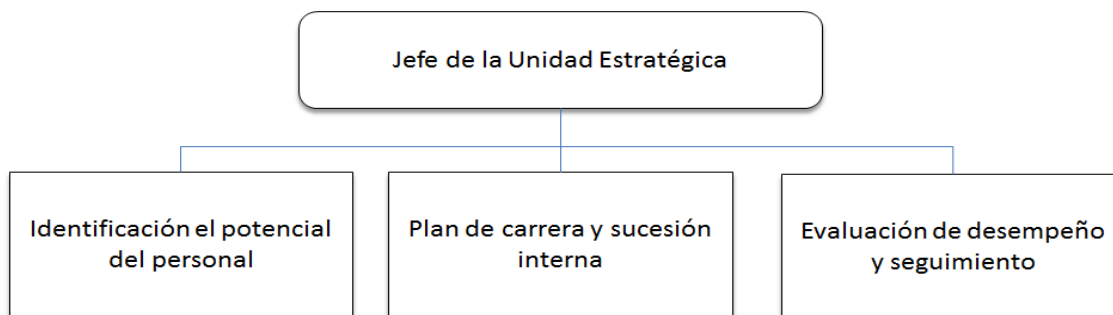 Jefe de la Unidad Estratégica
Identificación el potencial
del personal
Plan de carrera y sucesión
interna
Evaluación de desempeño
y seguimiento